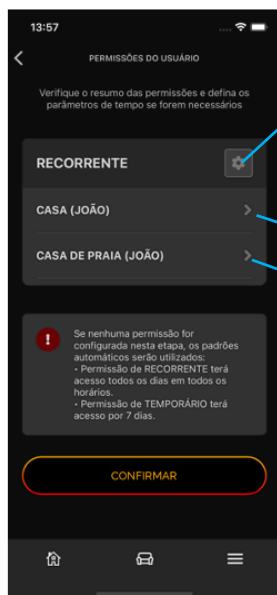 13:57
PERMISSÕES DO USUÁRIO
Verifique o resumo das permissões e defina os
parâmetros de tempo se forem necessários
RECORRENTE
CASA (JOÃO)
CASA DE PRAIA (JOÃO)
Se nenhuma permissão for
configurada nesta etapa, os padrões
automáticos serão utilizados:
• Permissão de RECORRENTE terá
acesso todos os dias em todos os
horários.
• Permissão de TEMPORÁRIO terá
acesso por 7 dias.
CONFIRMAR